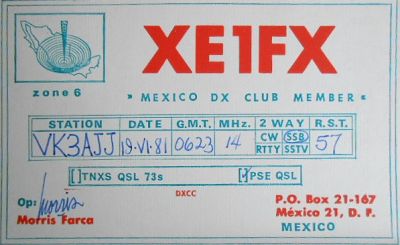 XE1FX
zone 6
» MEXICO DX CLUB MEMBER «
STATION DATE G.M.T. MHz. 2 WAY R.S.T.
VK3AJJ 19-VI-81 0623 14 CW SSB 57
RTTY SSTV
[ ] TNXS QSL 73s [✓] PSE QSL
DXCC
Op: Morris
Morris Farca
P.O. Box 21-167
México 21, D. F.
MEXICO